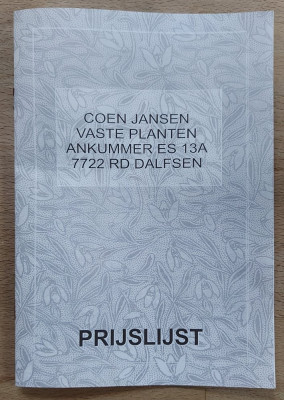 COEN JANSEN
VASTE PLANTEN
ANKUMMER ES 13A
7722 RD DALFSEN
PRIJSLIJST